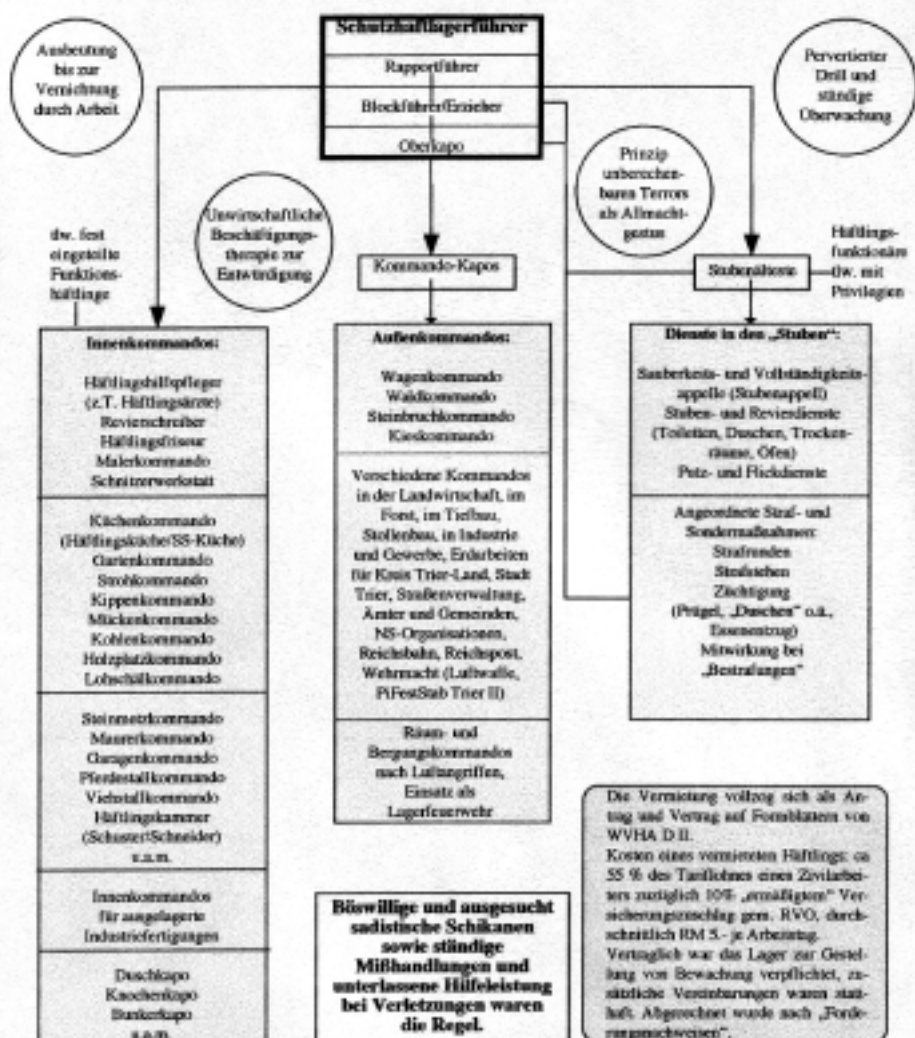 Schutzhaftlagerführer
Rapportführer
Blockführer/Erzieher
Oberkapo
Ausbeutung
bis zur
Vernichtung
durch Arbeit
Pervertierter
Drill und
ständige
Überwachung
Unwirtschaftliche
Beschäftigungs-
therapie zur
Entwürdigung
Prinzip
unberechen-
baren Terrors
als Allmacht-
gestus
tlw. fest
eingeteilte
Funktions-
häftlinge
Kommando-Kapos
Stubenälteste
Häftlings-
funktionäre
tlw. mit
Privilegien
Innenkommandos:
Häftlingshilfspfleger
(z.T. Häftlingsärzte)
Revierschreiber
Häftlingsfriseur
Malerkommando
Schnitzerwerkstatt
Küchenkommando
(Häftlingsküche/SS-Küche)
Gartenkommando
Strohkommando
Kippenkommando
Mückenkommando
Kohlenkommando
Holzplatzkommando
Lohschälkommando
Steinmetzkommando
Maurerkommando
Garagenkommando
Pferdestallkommando
Viehstallkommando
Häftlingskammer
(Schuster/Schneider)
u.a.m.
Innenkommandos
für ausgelagerte
Industriefertigungen
Duschkapo
Knochenkapo
Bunkerkapo
u.a.m.
Außenkommandos:
Wagenkommando
Waldkommando
Steinbruchkommando
Kieskommando
Verschiedene Kommandos
in der Landwirtschaft, im
Forst, im Tiefbau,
Stollenbau, in Industrie
und Gewerbe, Erdarbeiten
für Kreis Trier-Land, Stadt
Trier, Straßenverwaltung,
Ämter und Gemeinden,
NS-Organisationen,
Reichsbahn, Reichspost,
Wehrmacht (Luftwaffe,
PiFestStab Trier II)
Räum- und
Bergungskommandos
nach Luftangriffen,
Einsatz als
Lagerfeuerwehr
Dienste in den „Stuben“:
Sauberkeits- und Vollständigkeits-
appelle (Stubenappell)
Stuben- und Revierdienste
(Toiletten, Duschen, Trocken-
räume, Öfen)
Putz- und Flickdienste
Angeordnete Straf- und
Sondermaßnahmen:
Strafrunden
Strafstehen
Züchtigung
(Prügel, „Duschen“ o.ä.,
Essenentzug)
Mitwirkung bei
„Bestrafungen“
Böswillige und ausgesucht
sadistische Schikanen
sowie ständige
Mißhandlungen und
unterlassene Hilfeleistung
bei Verletzungen waren
die Regel.
Die Vermietung vollzog sich als An-
trag und Vertrag auf Formblättern von
WVHA D II.
Kosten eines vermieteten Häftlings: ca
55 % des Tariflohnes eines Zivilarbei-
ters zuzüglich 10% „ermäßigtem“ Ver-
sicherungszuschlag gem. RVO, durch-
schnittlich RM 5.- je Arbeitstag.
Vertraglich war das Lager zur Gestel-
lung von Bewachung verpflichtet, zu-
sätzliche Vereinbarungen waren statt-
haft. Abgerechnet wurde nach „Forde-
rungsnachweisen“.